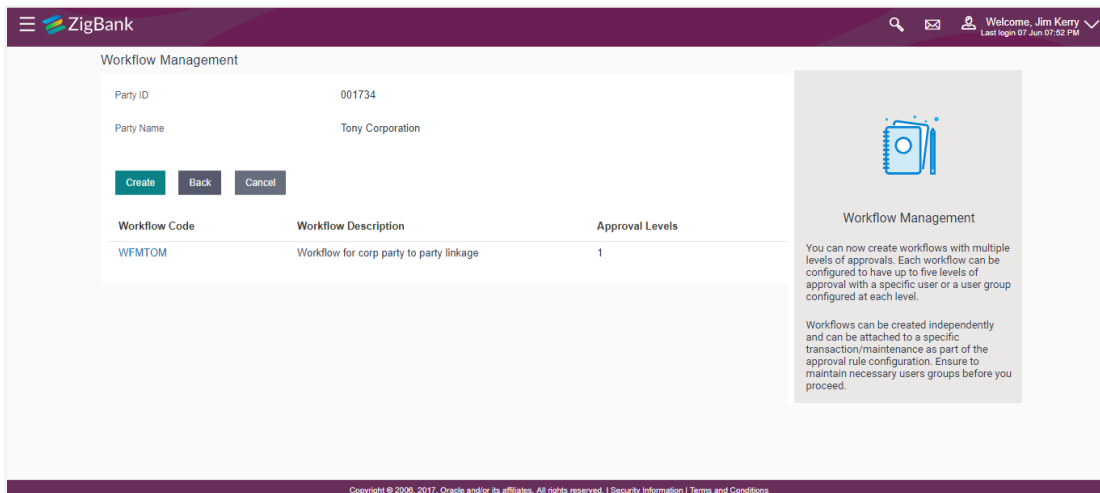 ZigBank
Welcome, Jim Kerry
Last login 07 Jun 07:52 PM
Workflow Management
Party ID 001734
Party Name Tony Corporation
Create Back Cancel
Workflow Code Workflow Description Approval Levels
WFMTOM Workflow for corp party to party linkage 1
Workflow Management
You can now create workflows with multiple
levels of approvals. Each workflow can be
configured to have up to five levels of
approval with a specific user or a user group
configured at each level.
Workflows can be created independently
and can be attached to a specific
transaction/maintenance as part of the
approval rule configuration. Ensure to
maintain necessary users groups before you
proceed.
Copyright © 2006, 2017, Oracle and/or its affiliates. All rights reserved. | Security Information | Terms and Conditions